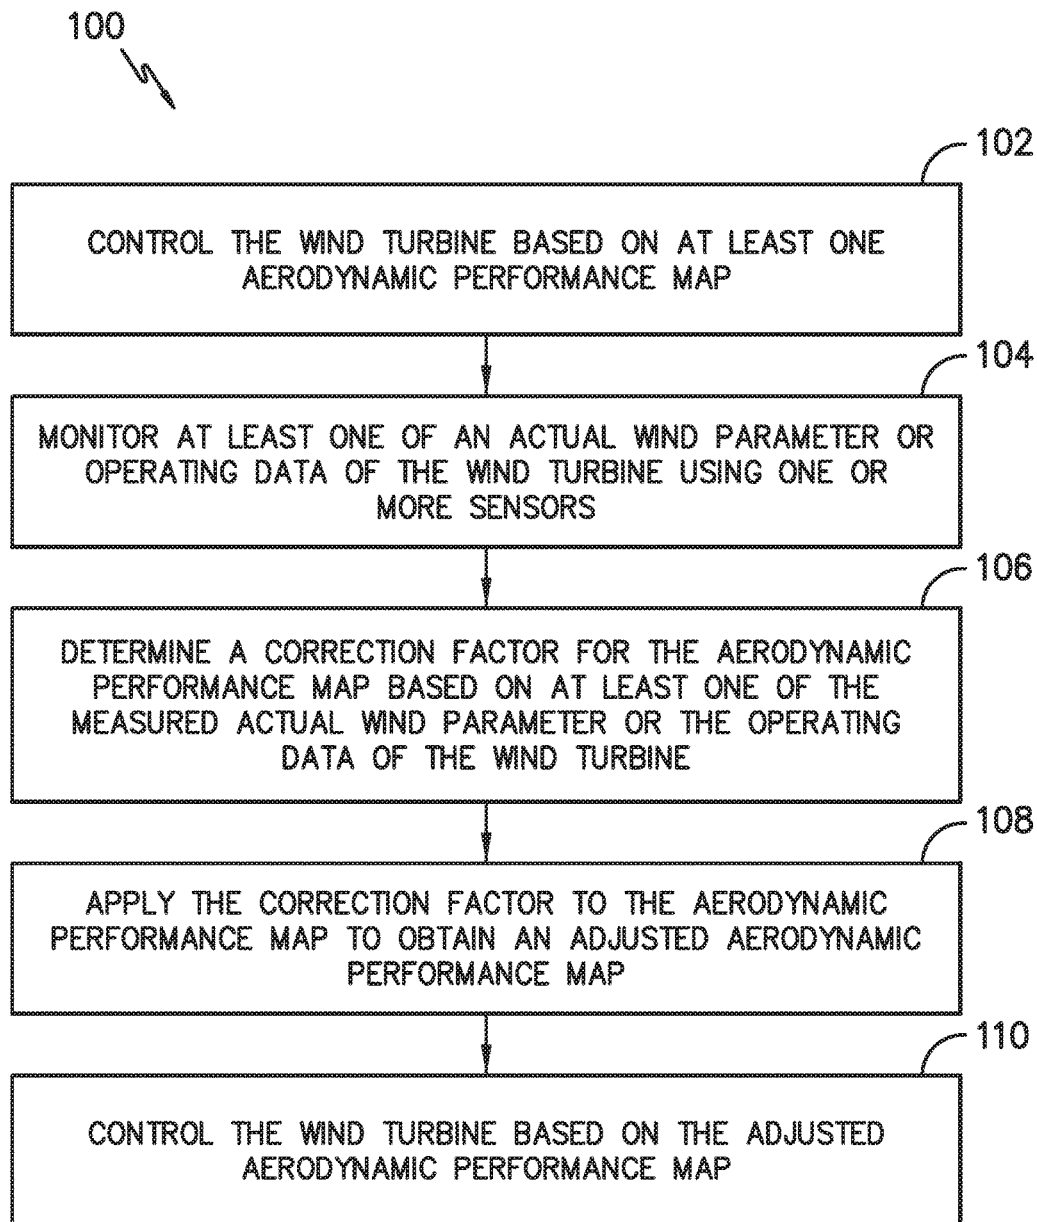 100
102
CONTROL THE WIND TURBINE BASED ON AT LEAST ONE
AERODYNAMIC PERFORMANCE MAP
104
MONITOR AT LEAST ONE OF AN ACTUAL WIND PARAMETER OR
OPERATING DATA OF THE WIND TURBINE USING ONE OR
MORE SENSORS
106
DETERMINE A CORRECTION FACTOR FOR THE AERODYNAMIC
PERFORMANCE MAP BASED ON AT LEAST ONE OF THE
MEASURED ACTUAL WIND PARAMETER OR THE OPERATING
DATA OF THE WIND TURBINE
108
APPLY THE CORRECTION FACTOR TO THE AERODYNAMIC
PERFORMANCE MAP TO OBTAIN AN ADJUSTED AERODYNAMIC
PERFORMANCE MAP
110
CONTROL THE WIND TURBINE BASED ON THE ADJUSTED
AERODYNAMIC PERFORMANCE MAP